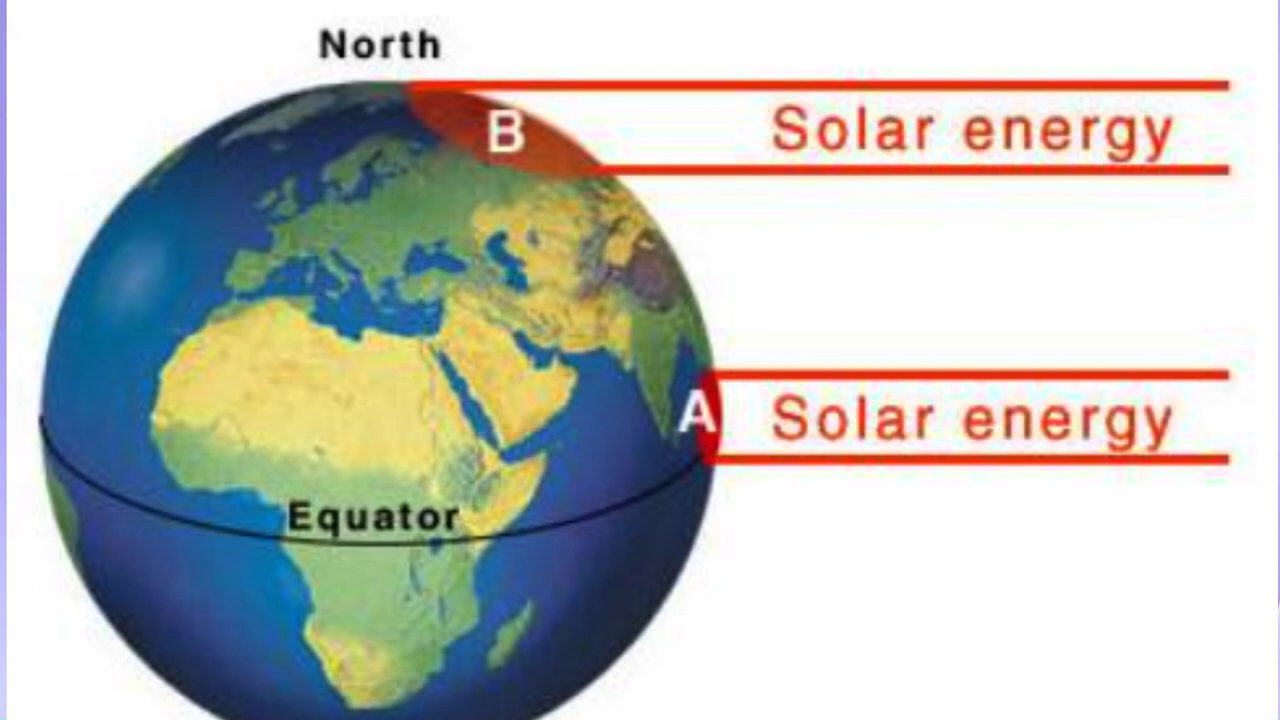 North
B
Solar energy
A
Solar energy
Equator